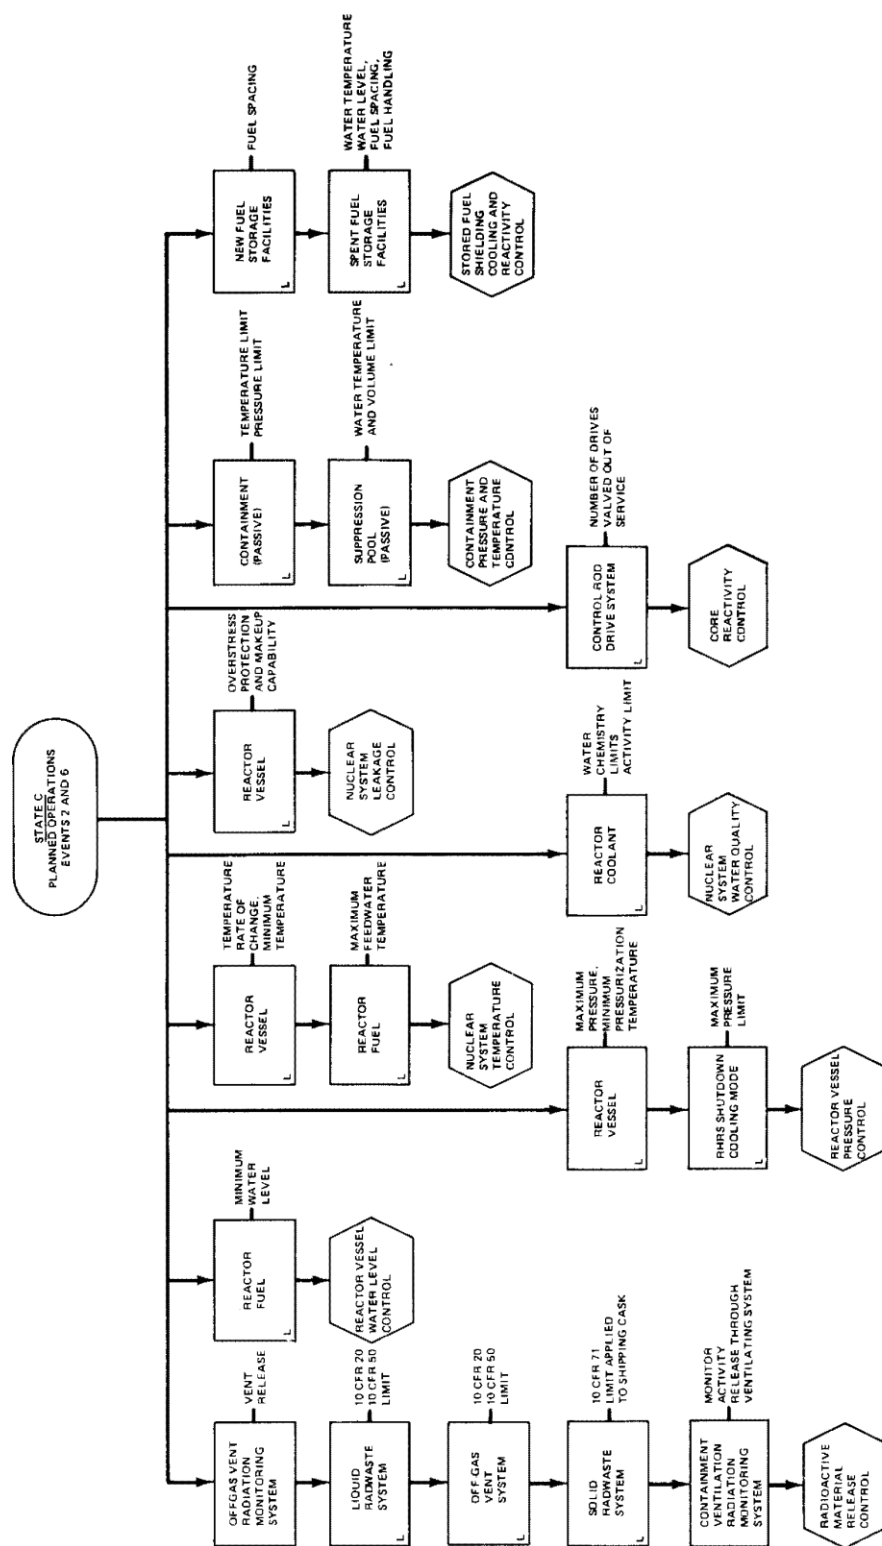 STATE C
PLANNED OPERATIONS
EVENTS 2 AND 6
OFFGAS VENT
RADIATION
MONITORING
SYSTEM
VENT
RELEASE
LIQUID
RADWASTE
SYSTEM
L
10 CFR 20
10 CFR 50
LIMIT
OFF-GAS
VENT
SYSTEM
L
10 CFR 20
10 CFR 50
LIMIT
SOLID
RADWASTE
SYSTEM
L
10 CFR 71
LIMIT APPLIED
TO SHIPPING CASK
CONTAINMENT
VENTILATION
RADIATION
MONITORING
SYSTEM
MONITOR
ACTIVITY
RELEASE THROUGH
VENTILATING SYSTEM
RADIOACTIVE
MATERIAL
RELEASE
CONTROL
REACTOR
FUEL
L
MINIMUM
WATER
LEVEL
REACTOR VESSEL
WATER LEVEL
CONTROL
REACTOR
VESSEL
L
MAXIMUM
PRESSURE,
MINIMUM
PRESSURIZATION
TEMPERATURE
RHRS SHUTDOWN
COOLING MODE
L
MAXIMUM
PRESSURE
LIMIT
REACTOR VESSEL
PRESSURE
CONTROL
REACTOR
VESSEL
L
TEMPERATURE
RATE OF
CHANGE,
MINIMUM
TEMPERATURE
REACTOR
FUEL
L
MAXIMUM
FEEDWATER
TEMPERATURE
NUCLEAR
SYSTEM
TEMPERATURE
CONTROL
REACTOR
COOLANT
L
WATER
CHEMISTRY
LIMITS
ACTIVITY LIMIT
NUCLEAR
SYSTEM
WATER QUALITY
CONTROL
REACTOR
VESSEL
L
OVERSTRESS
PROTECTION
AND MAKEUP
CAPABILITY
NUCLEAR
SYSTEM
LEAKAGE
CONTROL
CONTROL ROD
DRIVE SYSTEM
L
NUMBER OF DRIVES
VALVED OUT OF
SERVICE
CORE
REACTIVITY
CONTROL
CONTAINMENT
(PASSIVE)
L
TEMPERATURE LIMIT
PRESSURE LIMIT
SUPPRESSION
POOL
(PASSIVE)
L
WATER TEMPERATURE
AND VOLUME LIMIT
CONTAINMENT
PRESSURE AND
TEMPERATURE
CONTROL
NEW FUEL
STORAGE
FACILITIES
L
FUEL SPACING
SPENT FUEL
STORAGE
FACILITIES
L
WATER TEMPERATURE
WATER LEVEL,
FUEL SPACING,
FUEL HANDLING
STORED FUEL
SHIELDING
COOLING AND
REACTIVITY
CONTROL